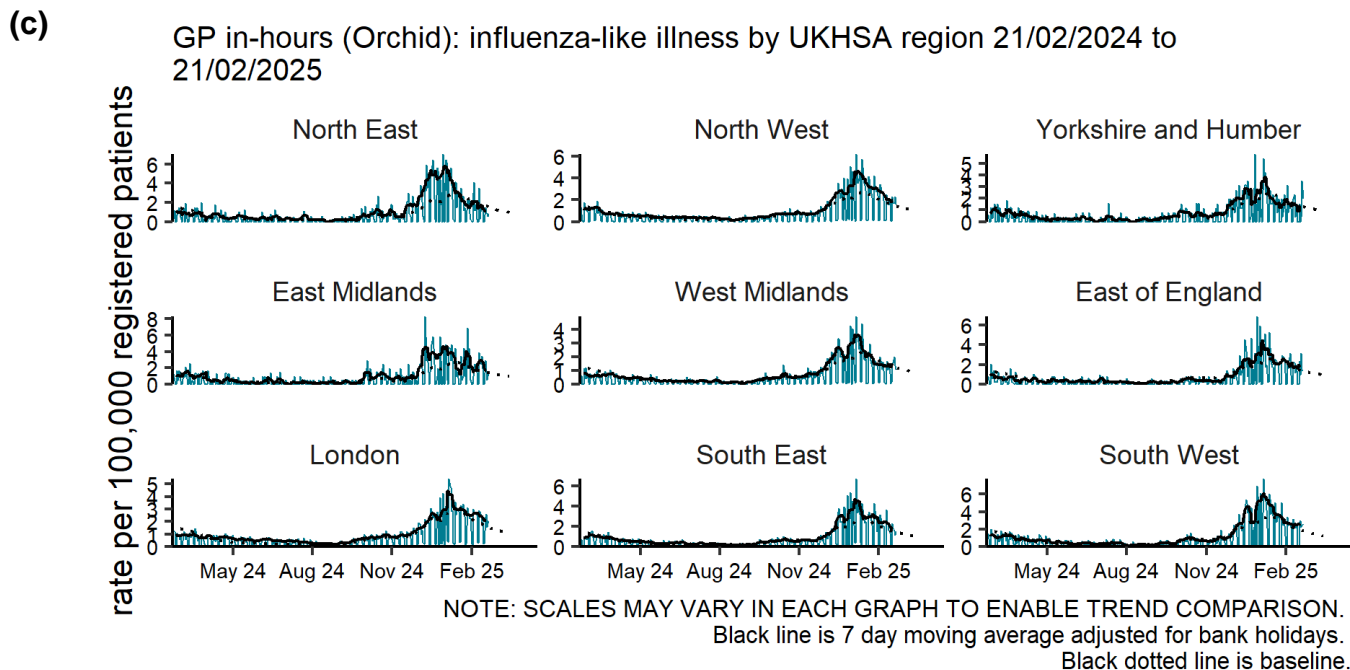 (c)
GP in-hours (Orchid): influenza-like illness by UKHSA region 21/02/2024 to
21/02/2025
rate per 100,000 registered patients
North East
North West
Yorkshire and Humber
6
4
2
0
6
4
2
0
5
4
3
2
1
0
East Midlands
West Midlands
East of England
8
6
4
2
0
4
2
1
0
6
4
2
0
London
South East
South West
5
4
3
2
1
0
6
4
2
0
6
4
2
0
May 24 Aug 24 Nov 24 Feb 25
May 24 Aug 24 Nov 24 Feb 25
May 24 Aug 24 Nov 24 Feb 25
NOTE: SCALES MAY VARY IN EACH GRAPH TO ENABLE TREND COMPARISON.
Black line is 7 day moving average adjusted for bank holidays.
Black dotted line is baseline.